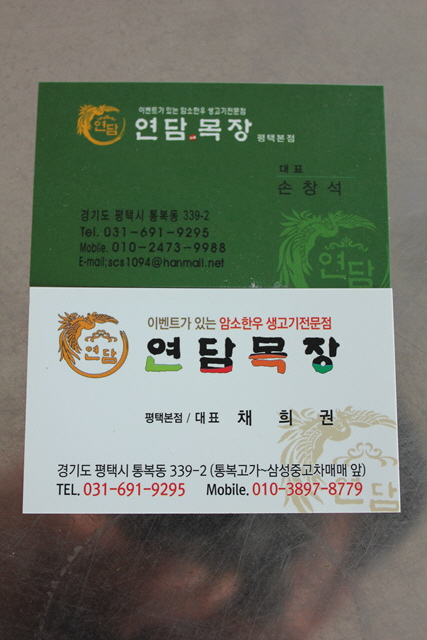 이벤트가 있는 암소한우 생고기전문점
연담
연담목장 평택본점
대표
손창석
경기도 평택시 통복동 339-2
Tel. 031-691-9295
Mobile. 010-2473-9988
E-mail;scs1094@hanmail.net
연담
이벤트가 있는 암소한우 생고기전문점
연담
연담목장
평택본점 / 대표 채 희 권
경기도 평택시 통복동 339-2 (통복고가~삼성중고차매매 앞)
TEL. 031-691-9295 Mobile. 010-3897-8779
연담